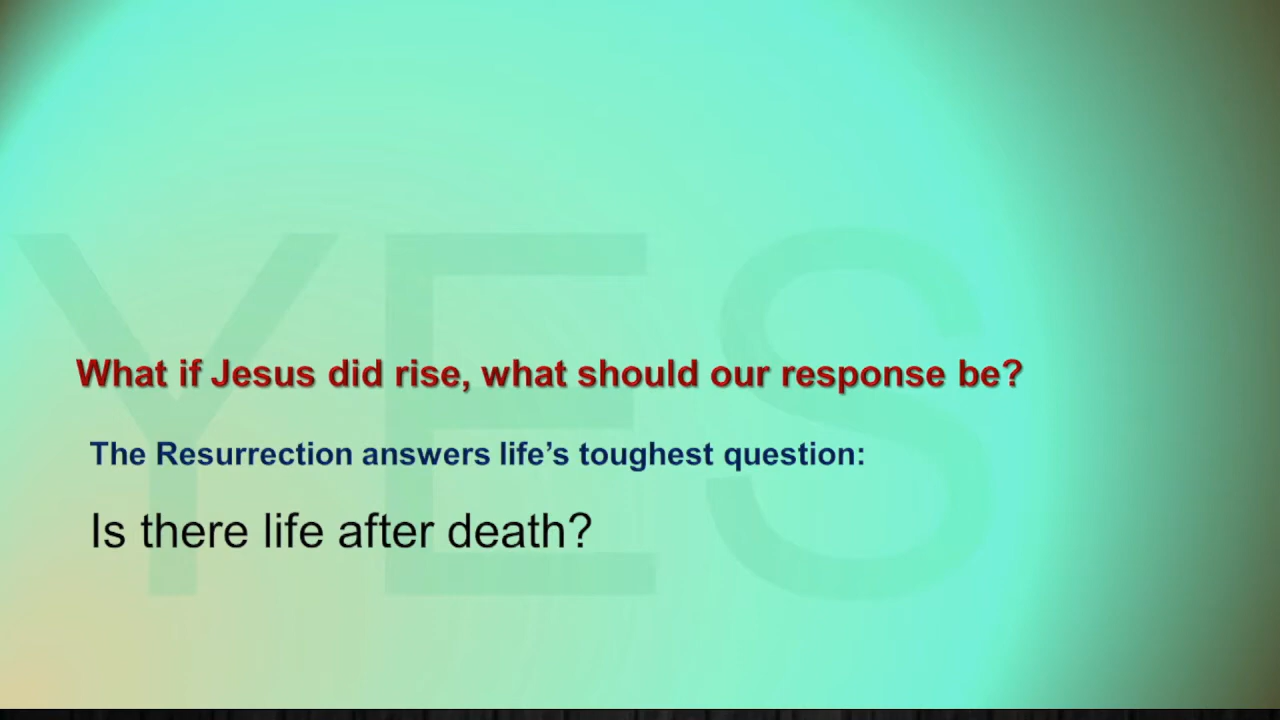 YES
What if Jesus did rise, what should our response be?
The Resurrection answers life’s toughest question:
Is there life after death?